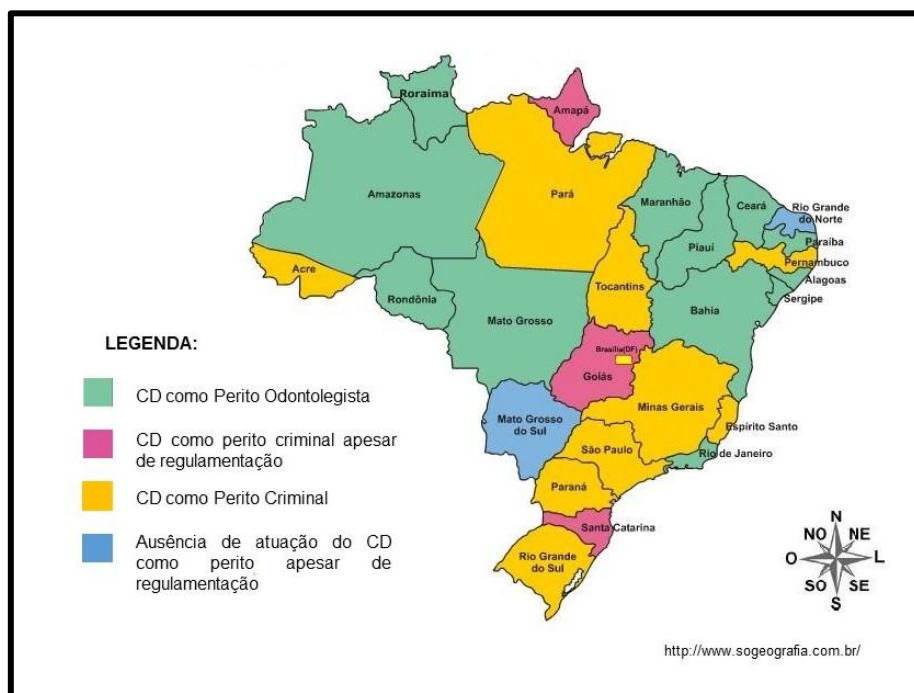 Roraima
Amapá
Amazonas
Pará
Maranhão
Ceará
Rio Grande
do Norte
Piauí
Paraíba
Pernambuco
Acre
Alagoas
Tocantins
Sergipe
Rondônia
Bahia
Mato Grosso
Brasília(DF)
Goiás
Mato Grosso
do Sul
Minas Gerais
Espírito Santo
São Paulo
Rio de Janeiro
Paraná
Santa Catarina
Rio Grande
do Sul
LEGENDA:
CD como Perito Odontolegista
CD como perito criminal apesar
de regulamentação
CD como Perito Criminal
Ausência de atuação do CD
como perito apesar de
regulamentação
N
NO
NE
O
L
SO
SE
S
http://www.sogeografia.com.br/